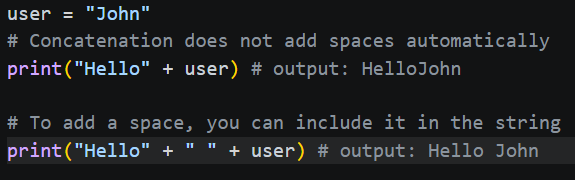 user = "John"
# Concatenation does not add spaces automatically
print("Hello" + user) # output: HelloJohn
# To add a space, you can include it in the string
print("Hello" + " " + user) # output: Hello John